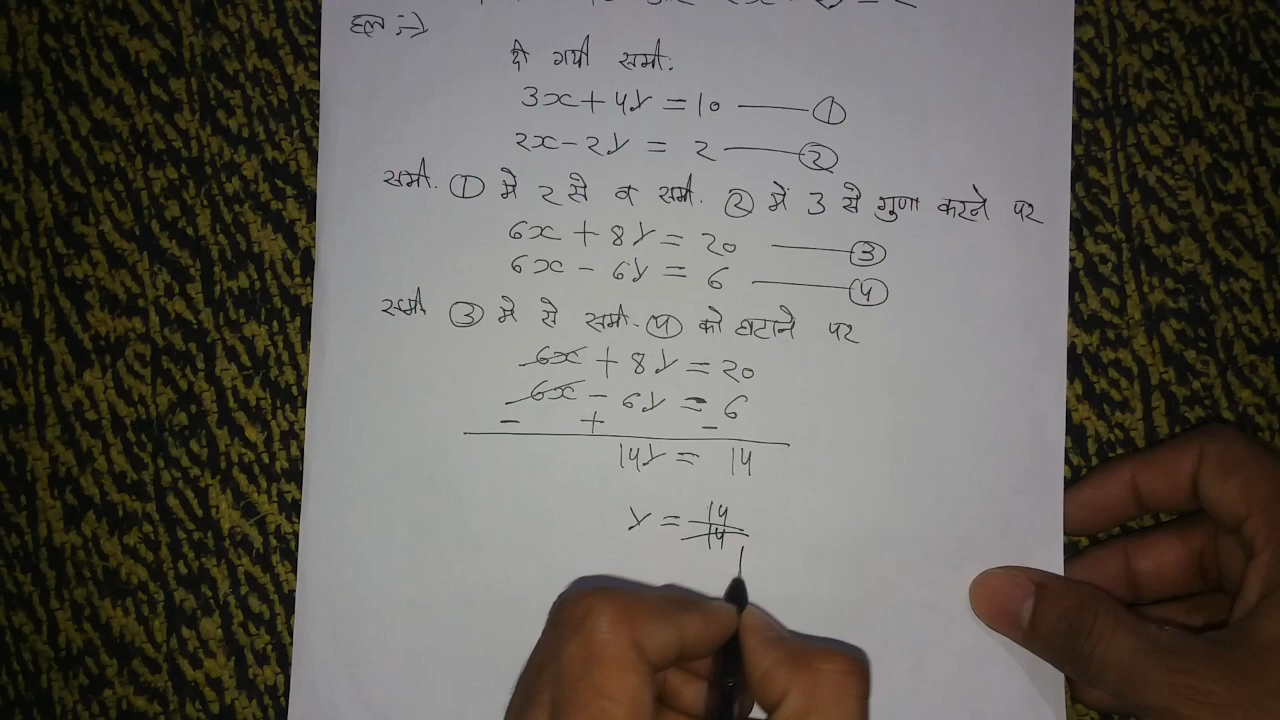 हल :→
दी गयी समी.
3x + 4y = 10 —— ①
2x - 2y = 2 —— ②
समी. ① मे 2 से व समी. ② में 3 से गुणा करने पर
6x + 8y = 20 —— ③
6x - 6y = 6 —— ④
समी ③ मे से समी. ④ को घटाने पर
6x + 8y = 20
6x - 6y = 6
- + -
14y = 14
y = 14/14
1